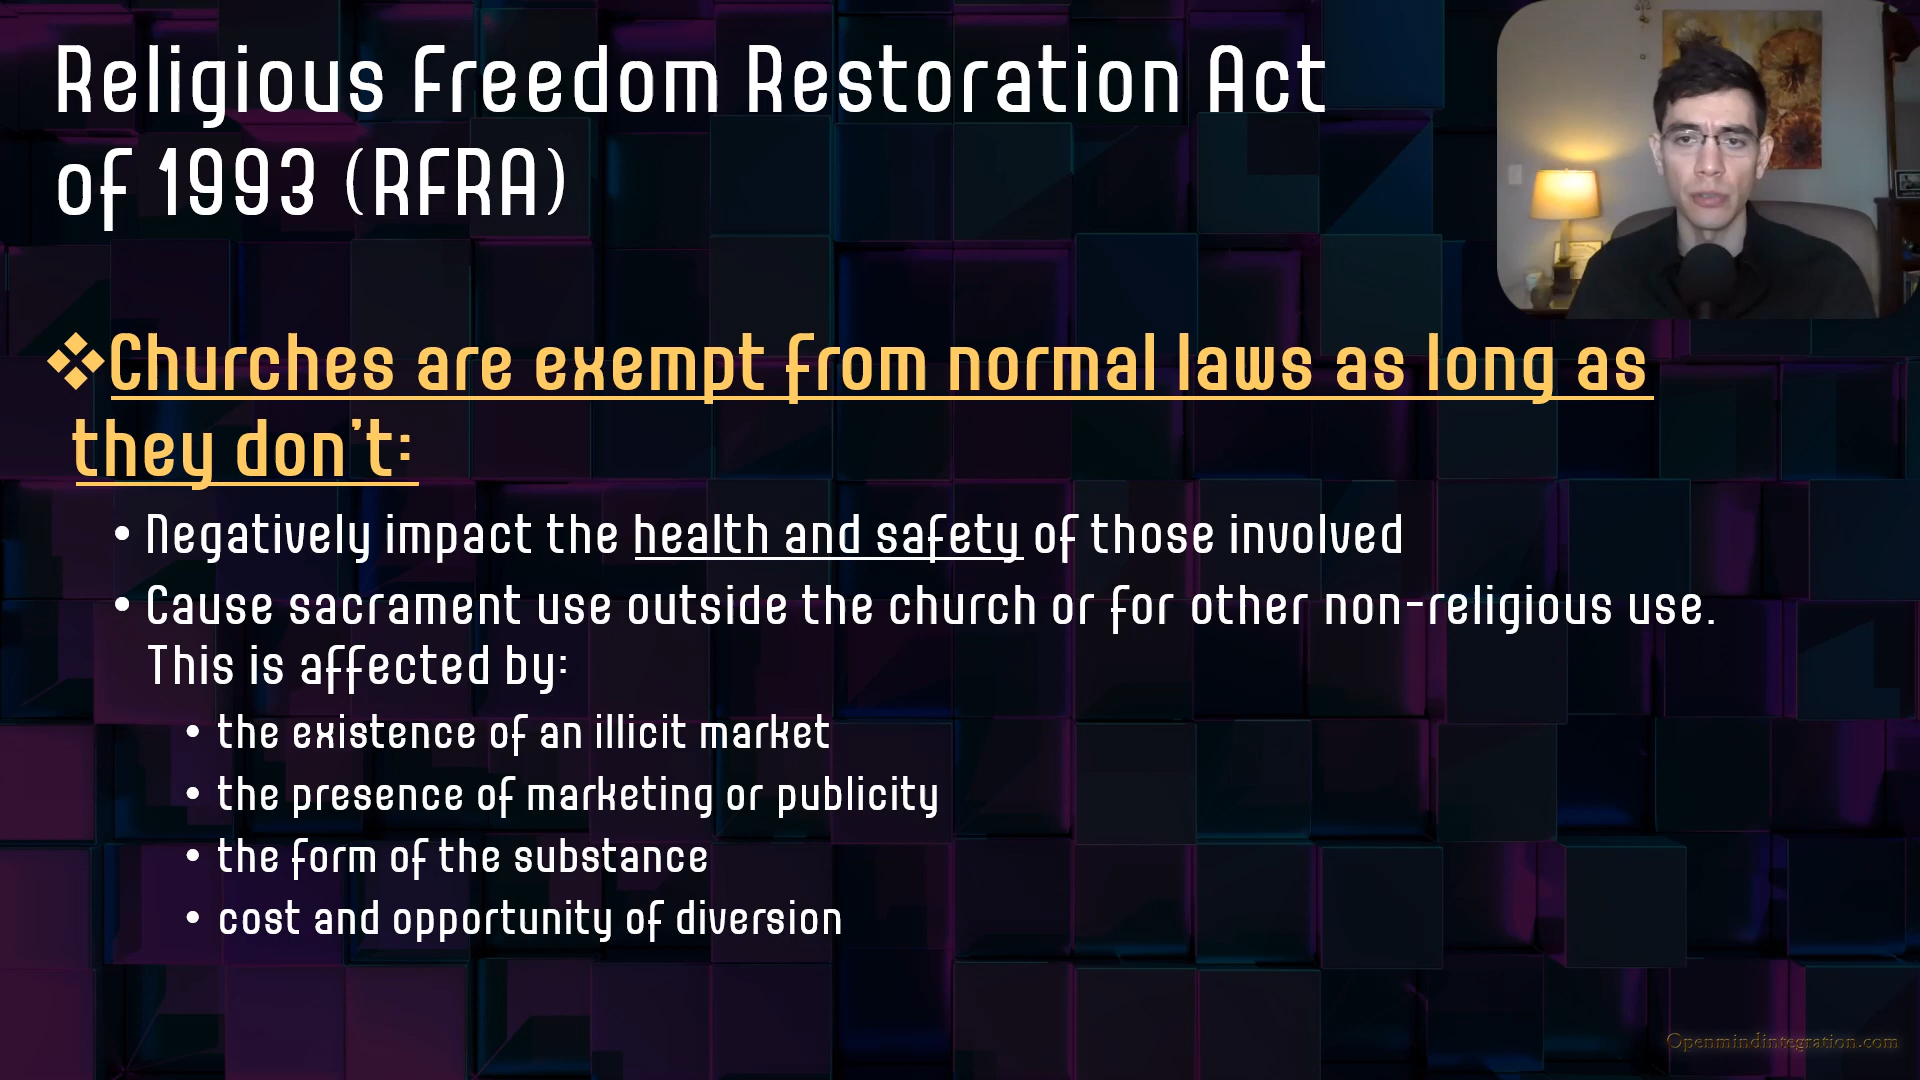 Religious Freedom Restoration Act
of 1993 (RFRA)
❖Churches are exempt from normal laws as long as
they don't:
• Negatively impact the health and safety of those involved
• Cause sacrament use outside the church or for other non-religious use.
This is affected by:
• the existence of an illicit market
• the presence of marketing or publicity
• the form of the substance
• cost and opportunity of diversion
Openmindintegration.com